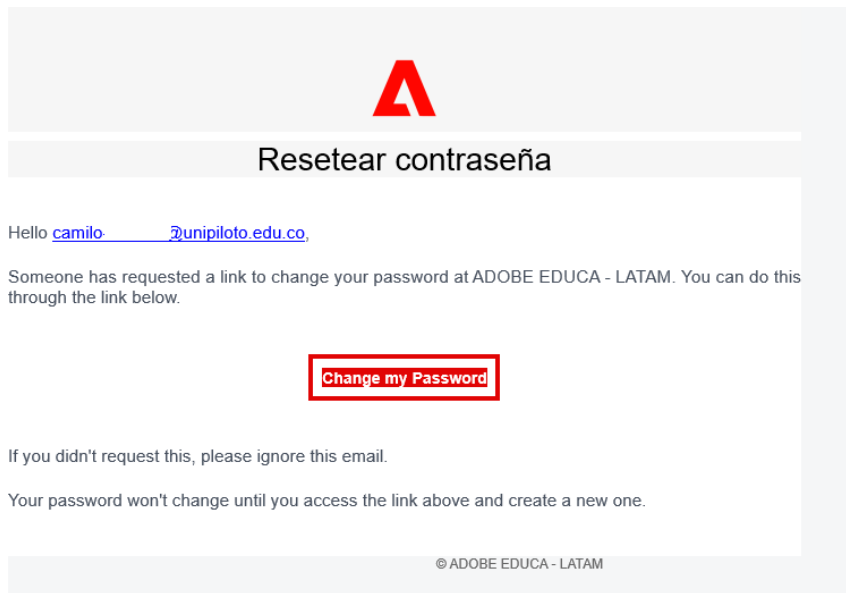 Resetear contraseña
Hello camilo @unipiloto.edu.co,
Someone has requested a link to change your password at ADOBE EDUCA - LATAM. You can do this
through the link below.
Change my Password
If you didn't request this, please ignore this email.
Your password won't change until you access the link above and create a new one.
© ADOBE EDUCA - LATAM